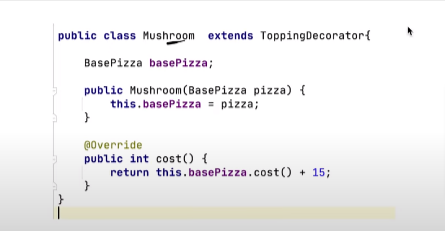 public class Mushroom  extends ToppingDecorator{
BasePizza basePizza;
public Mushroom(BasePizza pizza) {
this.basePizza = pizza;
}
@Override
public int cost() {
return this.basePizza.cost() + 15;
}
}